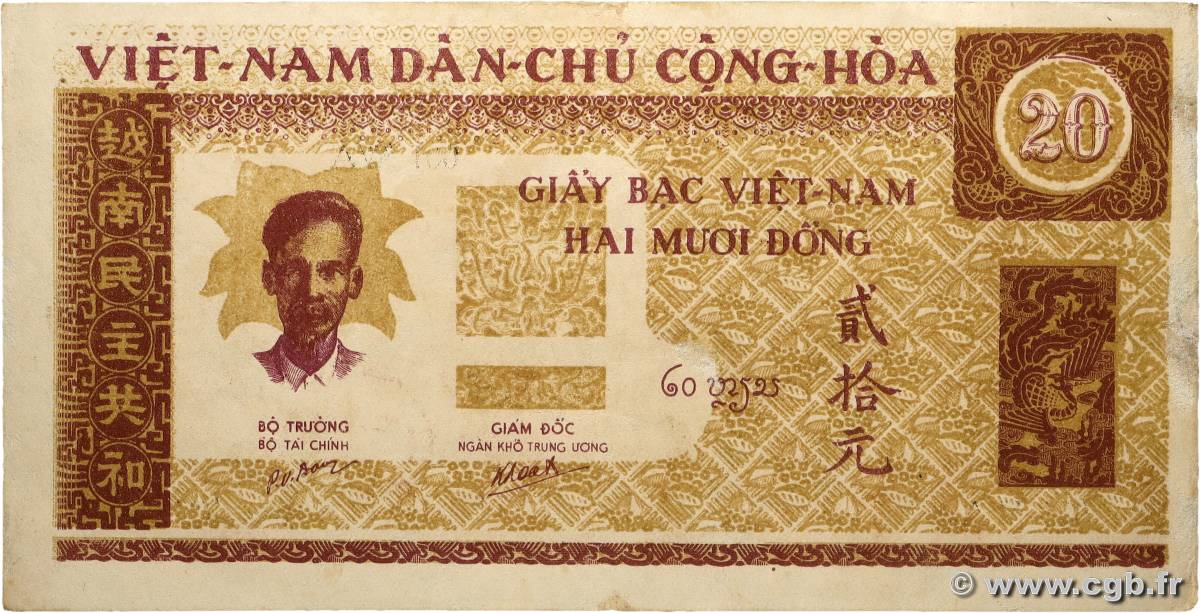 VIỆT-NAM DÂN-CHỦ CỘNG-HÒA
20
越南民主共和
GIẤY BẠC VIỆT-NAM
HAI MƯƠI ĐỒNG
貳拾元
BỘ TRƯỞNG
BỘ TÀI CHÍNH
GIÁM ĐỐC
NGÂN KHỐ TRUNG ƯƠNG
© www.cgb.fr